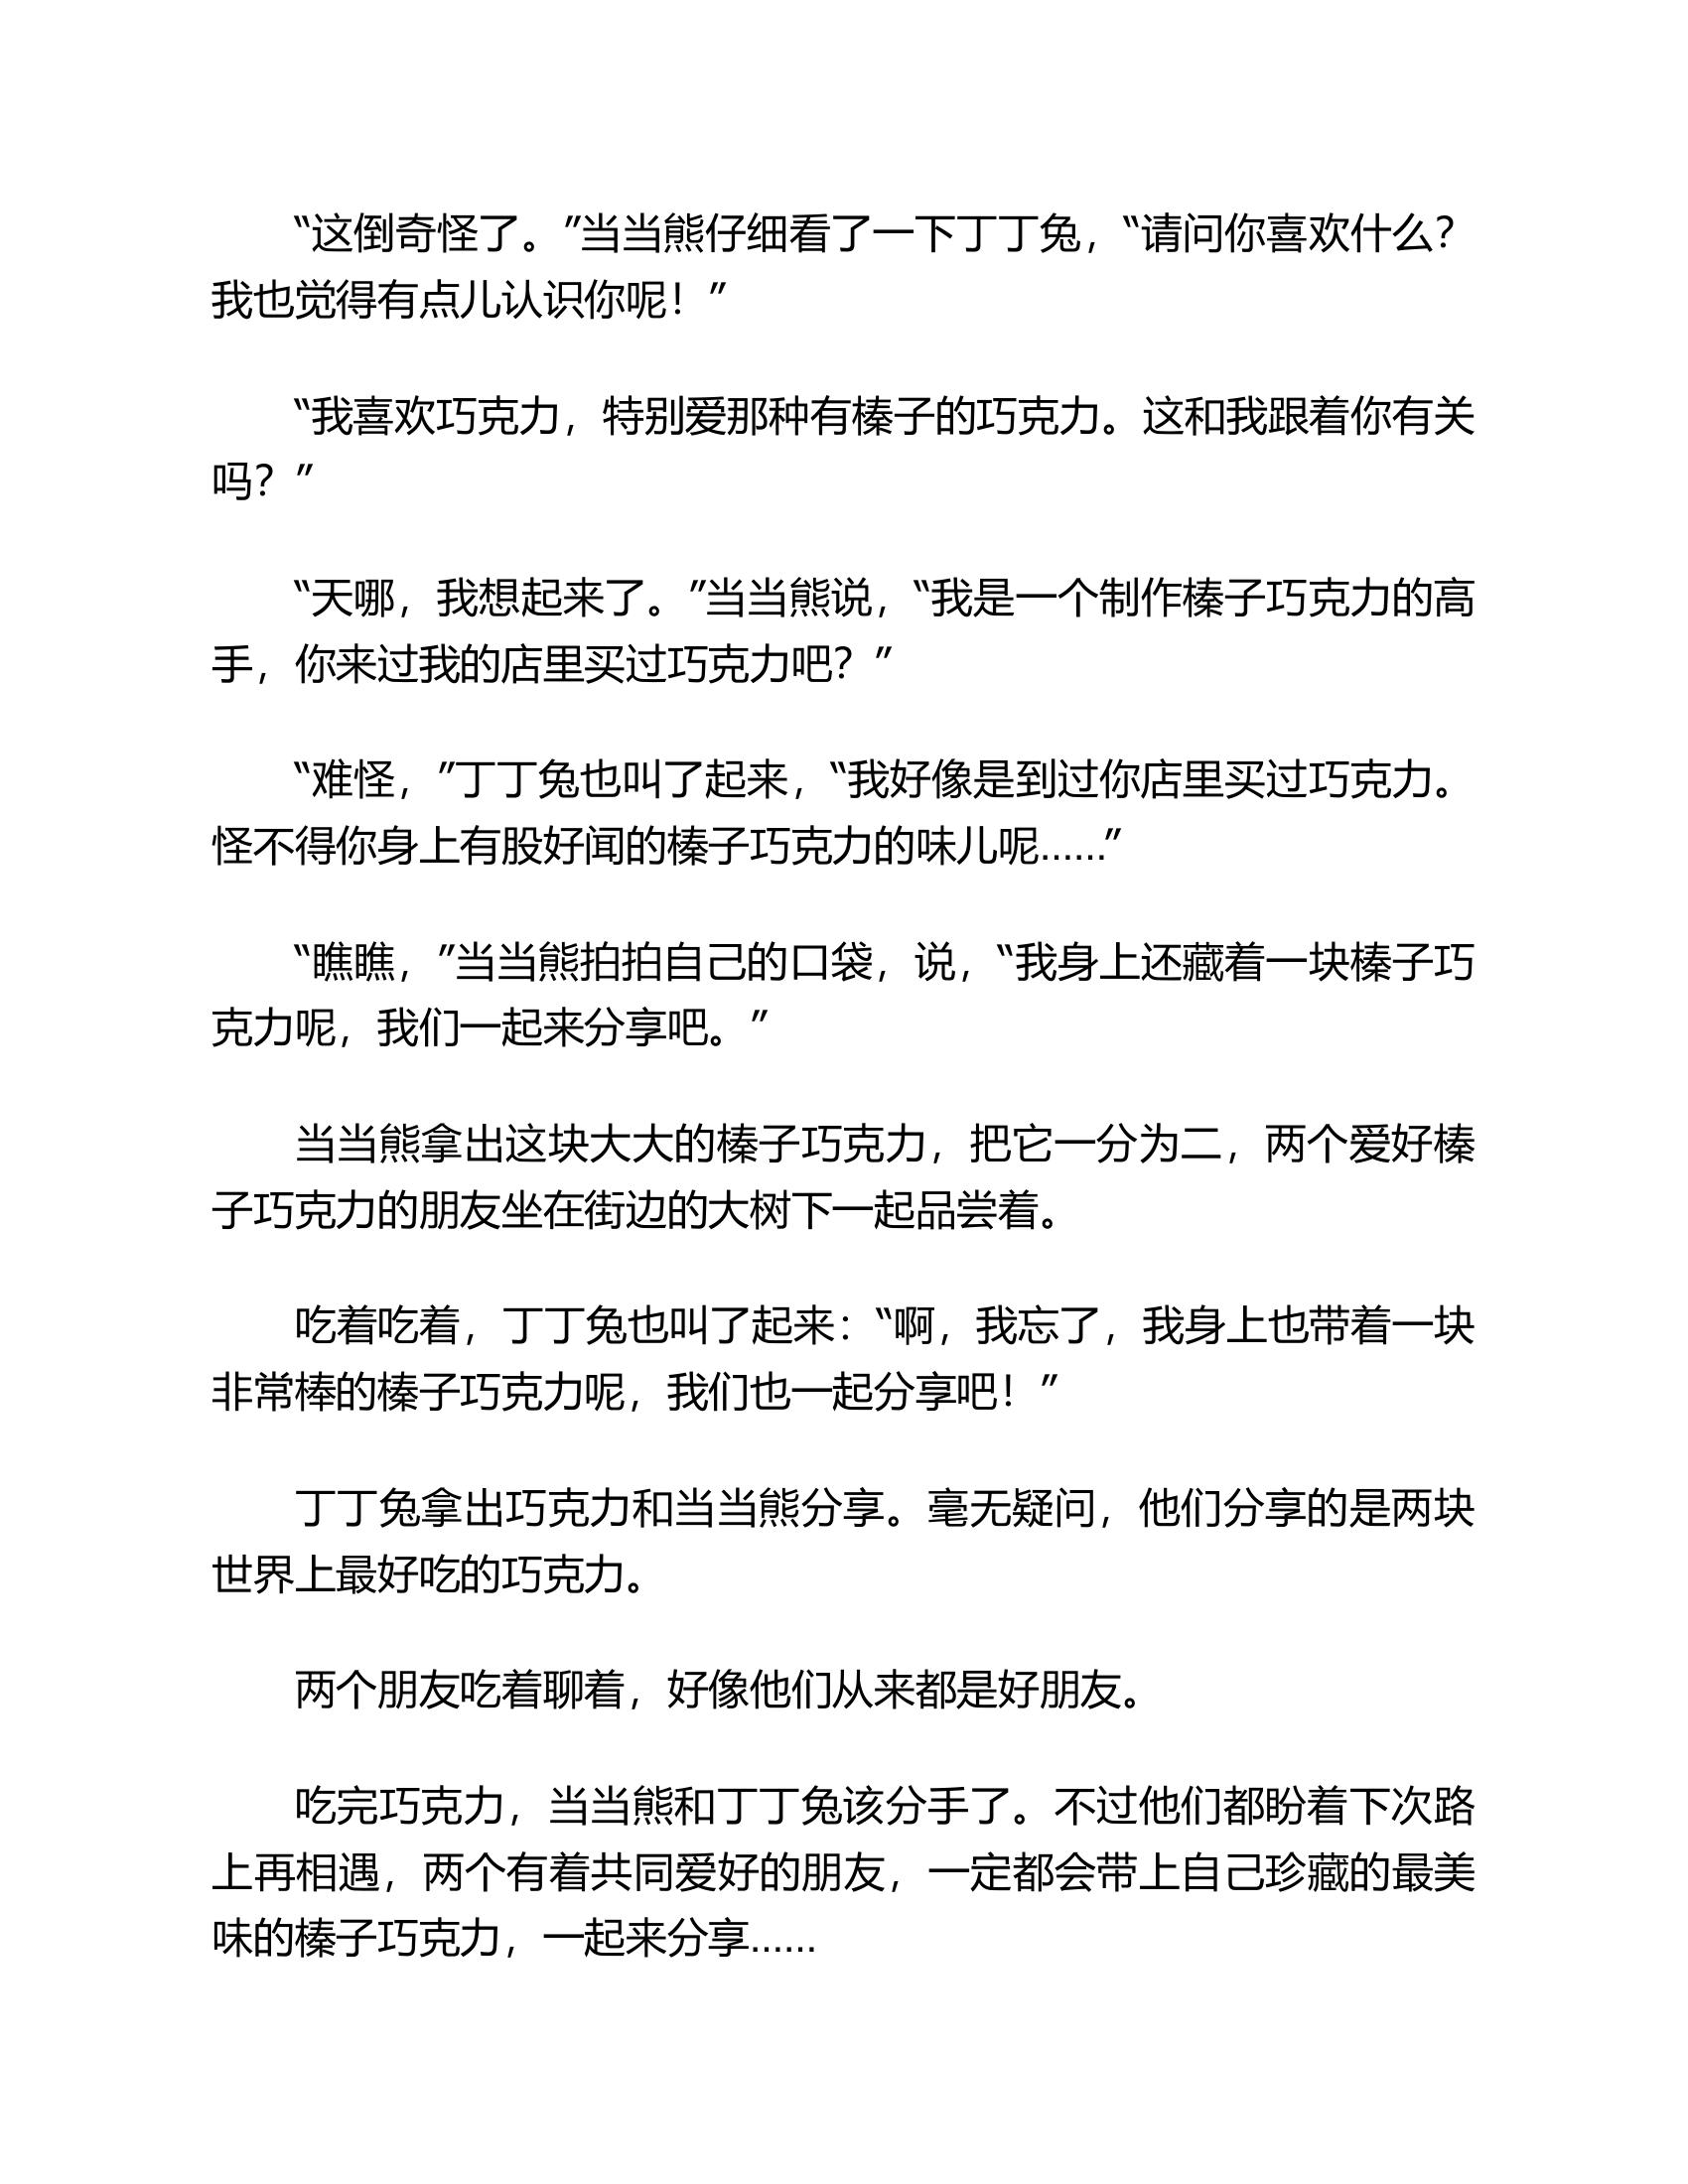 “这倒奇怪了。”当当熊仔细看了一下丁丁兔，“请问你喜欢什么？
我也觉得有点儿认识你呢！”
“我喜欢巧克力，特别爱那种有榛子的巧克力。这和我跟着你有关
吗？”
“天哪，我想起来了。”当当熊说，“我是一个制作榛子巧克力的高
手，你来过我的店里买过巧克力吧？”
“难怪，”丁丁兔也叫了起来，“我好像是到过你店里买过巧克力。
怪不得你身上有股好闻的榛子巧克力的味儿呢……”
“瞧瞧，”当当熊拍拍自己的口袋，说，“我身上还藏着一块榛子巧
克力呢，我们一起来分享吧。”
当当熊拿出这块大大的榛子巧克力，把它一分为二，两个爱好榛
子巧克力的朋友坐在街边的大树下一起品尝着。
吃着吃着，丁丁兔也叫了起来：“啊，我忘了，我身上也带着一块
非常棒的榛子巧克力呢，我们也一起分享吧！”
丁丁兔拿出巧克力和当当熊分享。毫无疑问，他们分享的是两块
世界上最好吃的巧克力。
两个朋友吃着聊着，好像他们从来都是好朋友。
吃完巧克力，当当熊和丁丁兔该分手了。不过他们都盼着下次路
上再相遇，两个有着共同爱好的朋友，一定都会带上自己珍藏的最美
味的榛子巧克力，一起来分享……